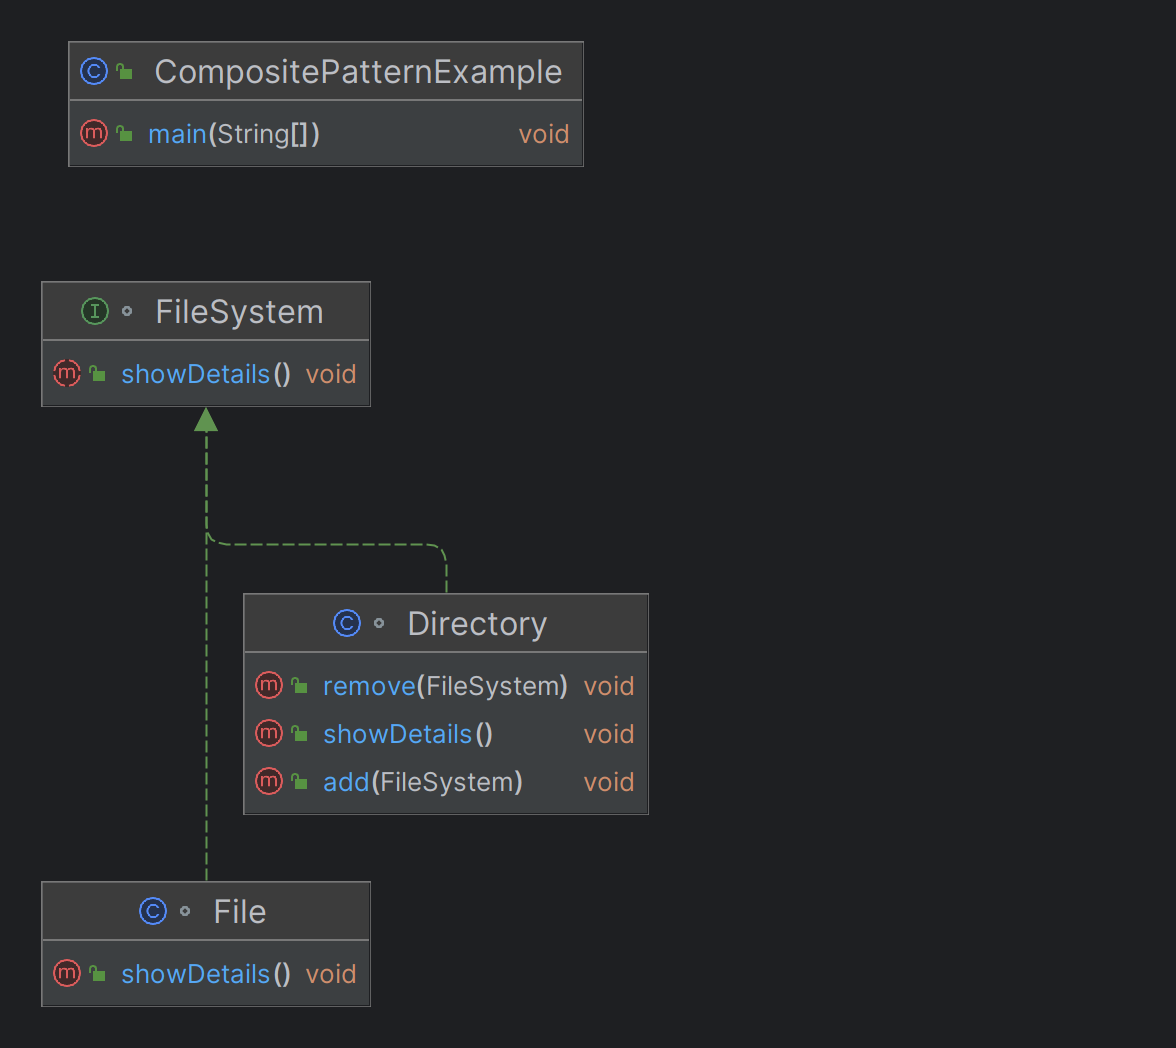 CompositePatternExample
main(String[]) void
FileSystem
showDetails() void
Directory
remove(FileSystem) void
showDetails() void
add(FileSystem) void
File
showDetails() void